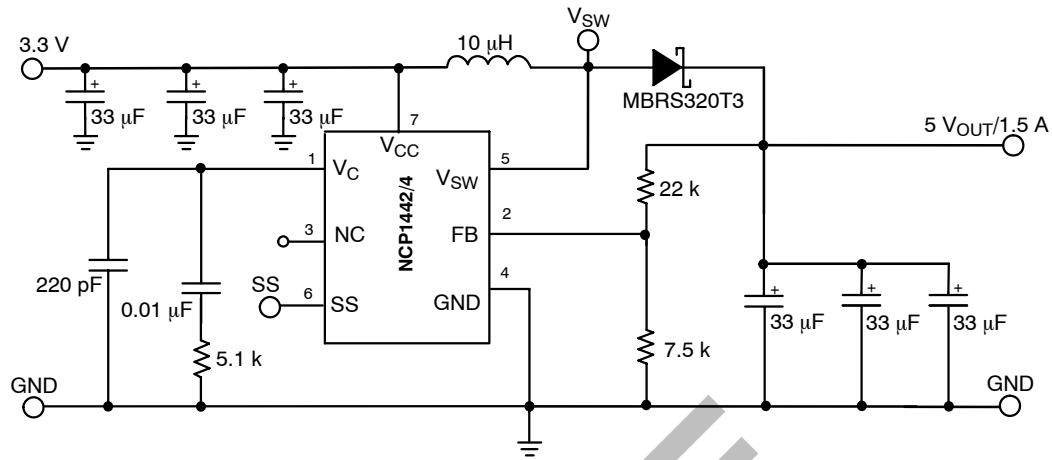 V_SW
3.3 V
10 μH
+
+
+
33 μF
33 μF
33 μF
MBRS320T3
5 V_OUT/1.5 A
7
V_CC
1
V_C
V_SW
5
22 k
NCP1442/4
2
FB
3
NC
4
GND
SS
6
SS
220 pF
0.01 μF
+
+
+
33 μF
33 μF
33 μF
5.1 k
7.5 k
GND
GND